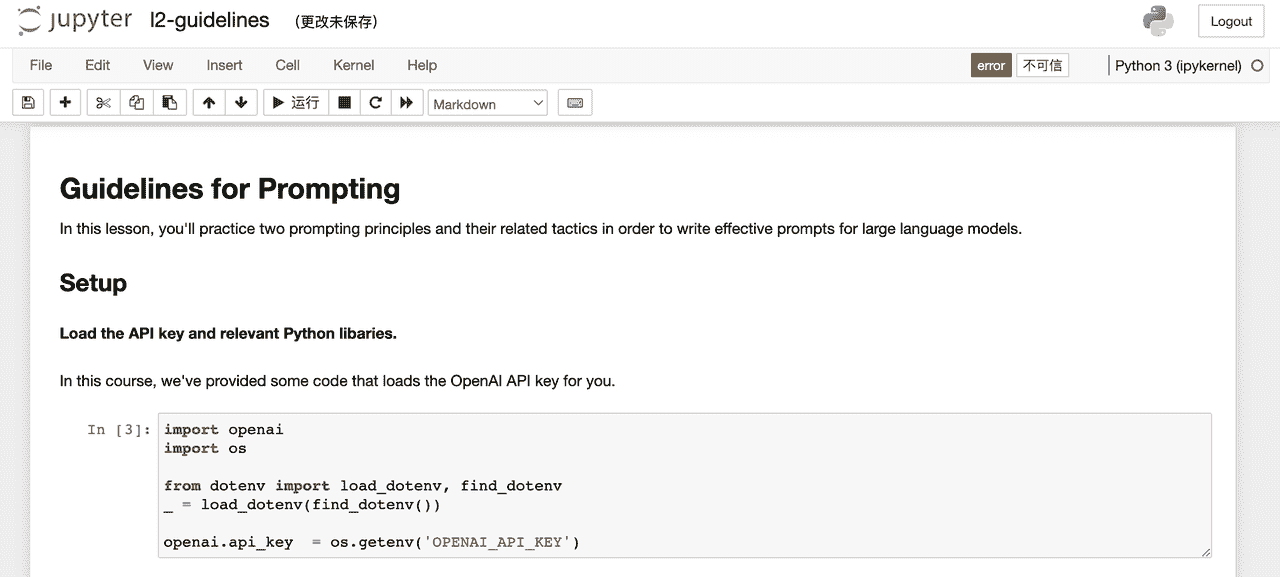 jupyter l2-guidelines (更改未保存) Logout
File Edit View Insert Cell Kernel Help error 不可信 Python 3 (ipykernel)
运行 Markdown
Guidelines for Prompting
In this lesson, you'll practice two prompting principles and their related tactics in order to write effective prompts for large language models.
Setup
Load the API key and relevant Python libaries.
In this course, we've provided some code that loads the OpenAI API key for you.
In [3]: import openai
import os
from dotenv import load_dotenv, find_dotenv
_ = load_dotenv(find_dotenv())
openai.api_key  = os.getenv('OPENAI_API_KEY')